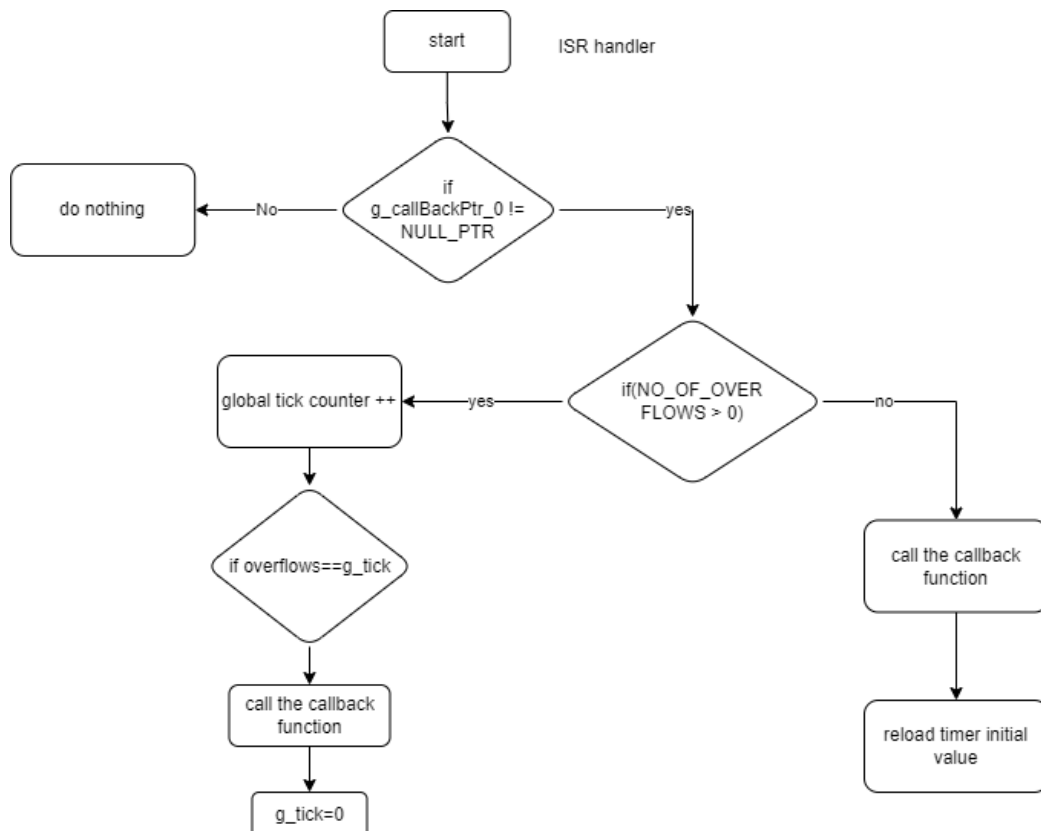 start
ISR handler
if
g_callBackPtr_0 !=
NULL_PTR
No
do nothing
yes
if(NO_OF_OVER
FLOWS > 0)
yes
no
global tick counter ++
if overflows==g_tick
call the callback
function
g_tick=0
call the callback
function
reload timer initial
value